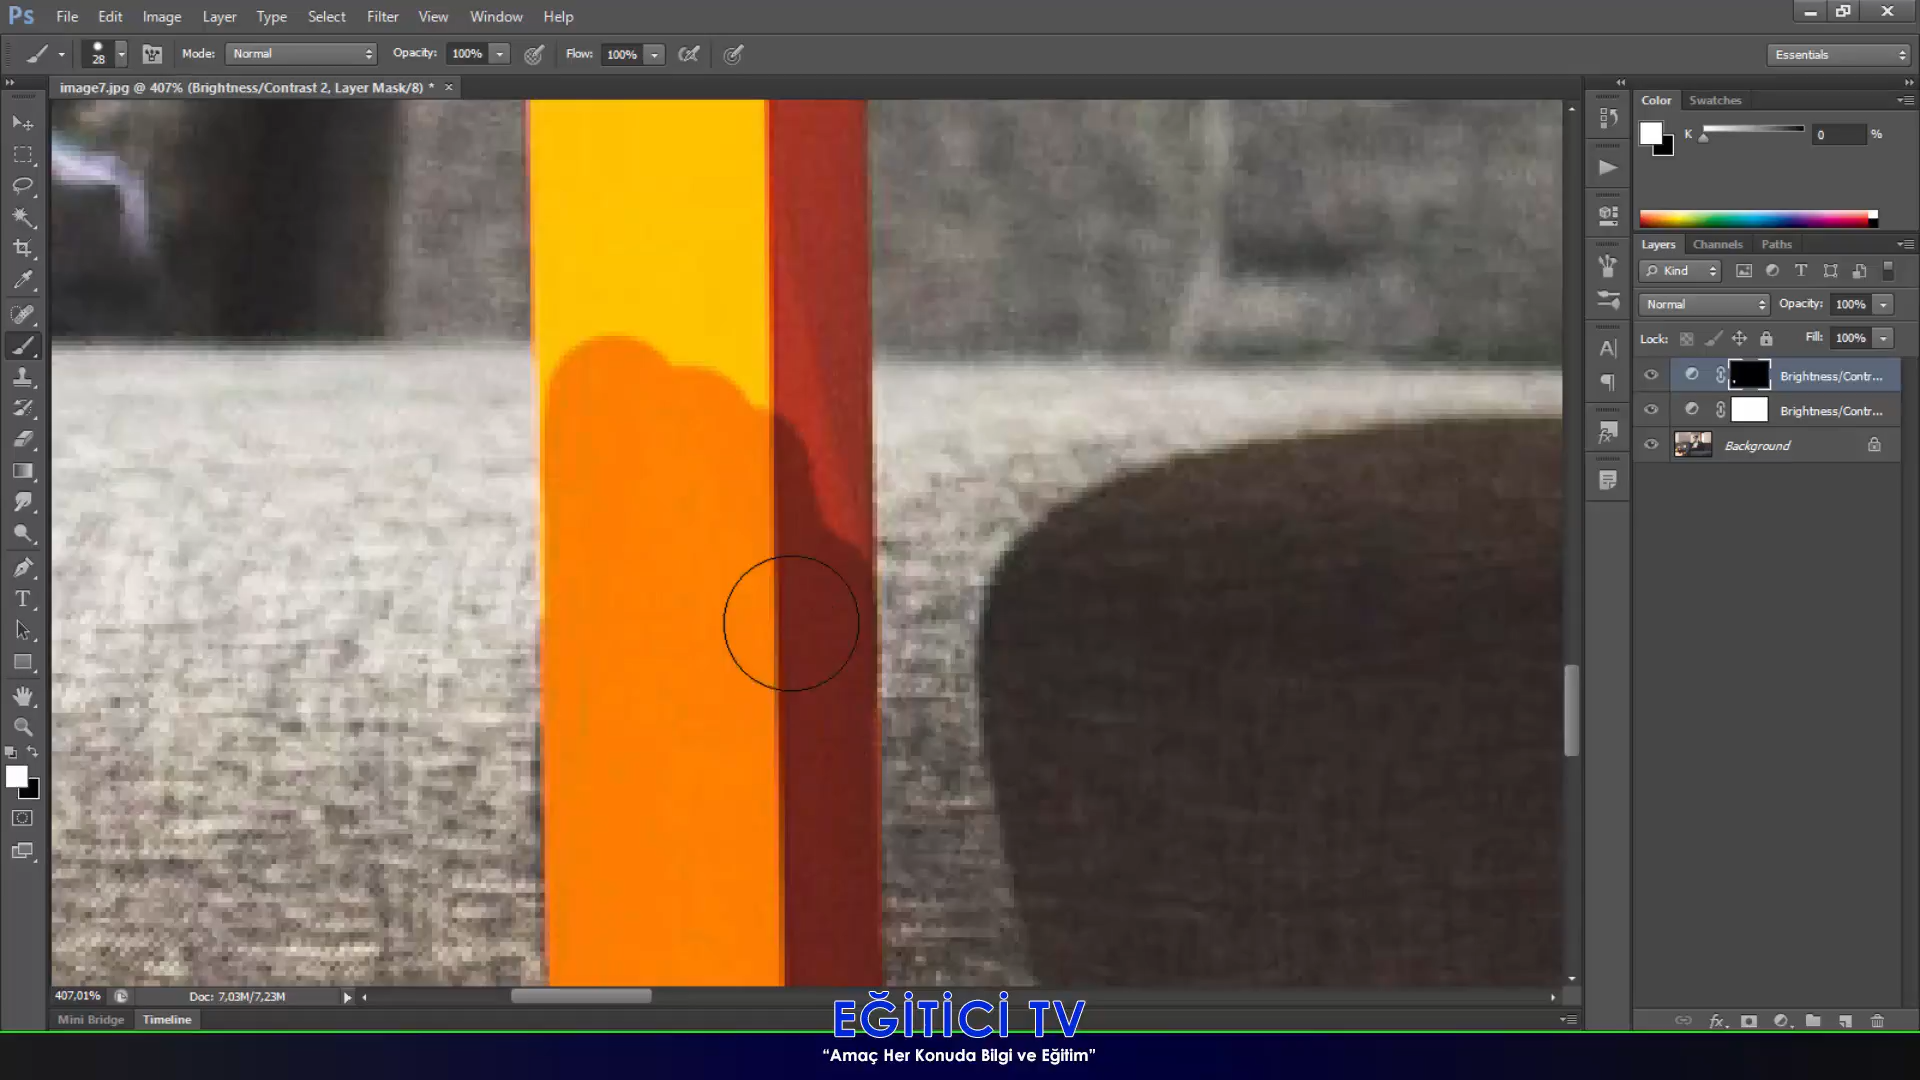 Ps File Edit Image Layer Type Select Filter View Window Help
28 Mode: Normal Opacity: 100% Flow: 100% Essentials
image7.jpg @ 407% (Brightness/Contrast 2, Layer Mask/8) * ×
Color Swatches
K 0 %
Layers Channels Paths
Kind
Normal Opacity: 100%
Lock: Fill: 100%
Brightness/Contr...
Brightness/Contr...
Background
407,01% Doc: 7,03M/7,23M
Mini Bridge Timeline
EĞİTİCİ TV
“Amaç Her Konuda Bilgi ve Eğitim”